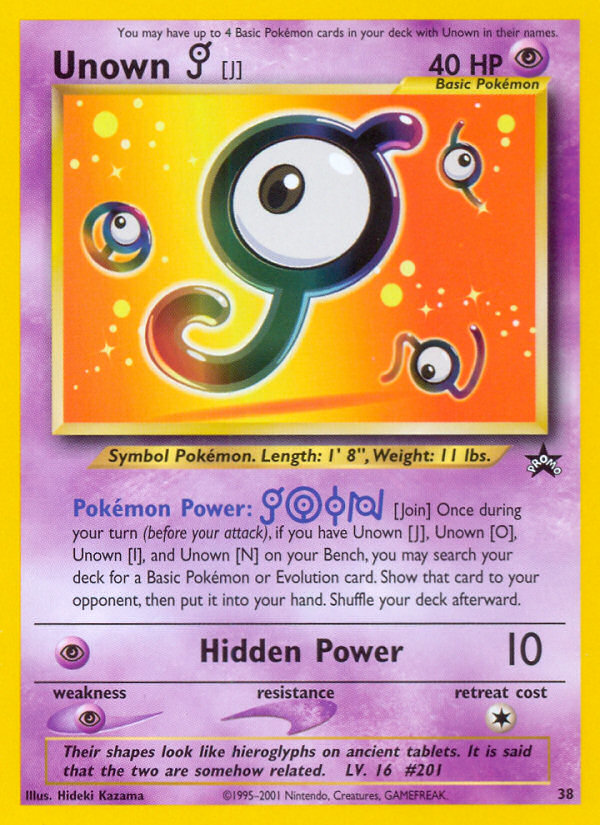 You may have up to 4 Basic Pokémon cards in your deck with Unown in their names.
Unown J [J] 40 HP
Basic Pokémon
Symbol Pokémon. Length: 1' 8", Weight: 11 lbs.
PROMO
Pokémon Power: JOIN [Join] Once during
your turn (before your attack), if you have Unown [J], Unown [O],
Unown [I], and Unown [N] on your Bench, you may search your
deck for a Basic Pokémon or Evolution card. Show that card to your
opponent, then put it into your hand. Shuffle your deck afterward.
Hidden Power 10
weakness resistance retreat cost
Their shapes look like hieroglyphs on ancient tablets. It is said
that the two are somehow related. LV. 16 #201
Illus. Hideki Kazama ©1995–2001 Nintendo, Creatures, GAMEFREAK. 38